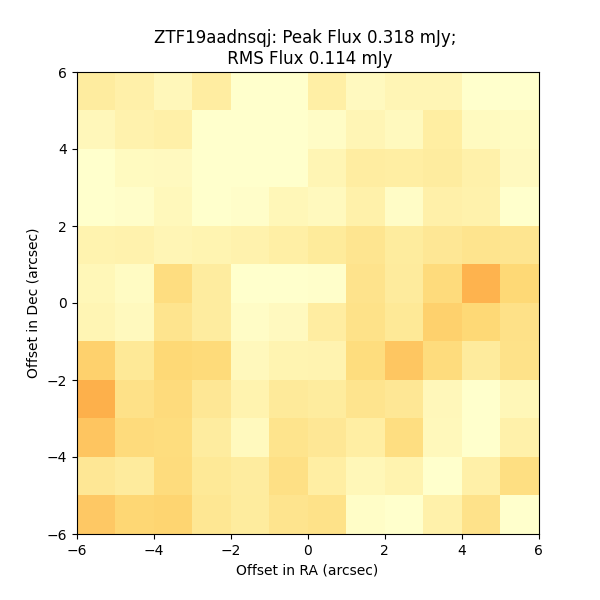 ZTF19aadnsqj: Peak Flux 0.318 mJy;
RMS Flux 0.114 mJy
6
4
2
0
−2
−4
−6
Offset in Dec (arcsec)
−6 −4 −2 0 2 4 6
Offset in RA (arcsec)